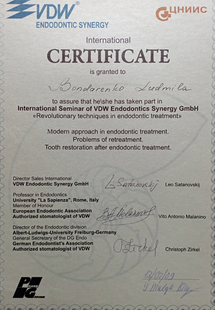 VDW
ENDODONTIC SYNERGY
ЦНИИС
International
CERTIFICATE
is granted to
Bondarenko Ludmila
to assure that he/she has taken part in
International Seminar of VDW Endodontics Synergy GmbH
«Revolutionary techniques in endodontic treatment»
Modern approach in endodontic treatment.
Problems of retreatment.
Tooth restoration after endodontic treatment.
Director Sales International
VDW Endodontic Synergy GmbH
Leo Satanovskij
Professor in Endodontics
University "La Sapienza", Rome, Italy
Member of Honour
European Endodontic Association
Authorized stomatologist of VDW
Vito Antonio Malanino
Director of the Endodontic division,
Albert-Ludwigs-University Freiburg-Germany
General Secretary of the DG Endo
German Endodontist's Association
Authorized stomatologist of VDW
Christoph Zirkel